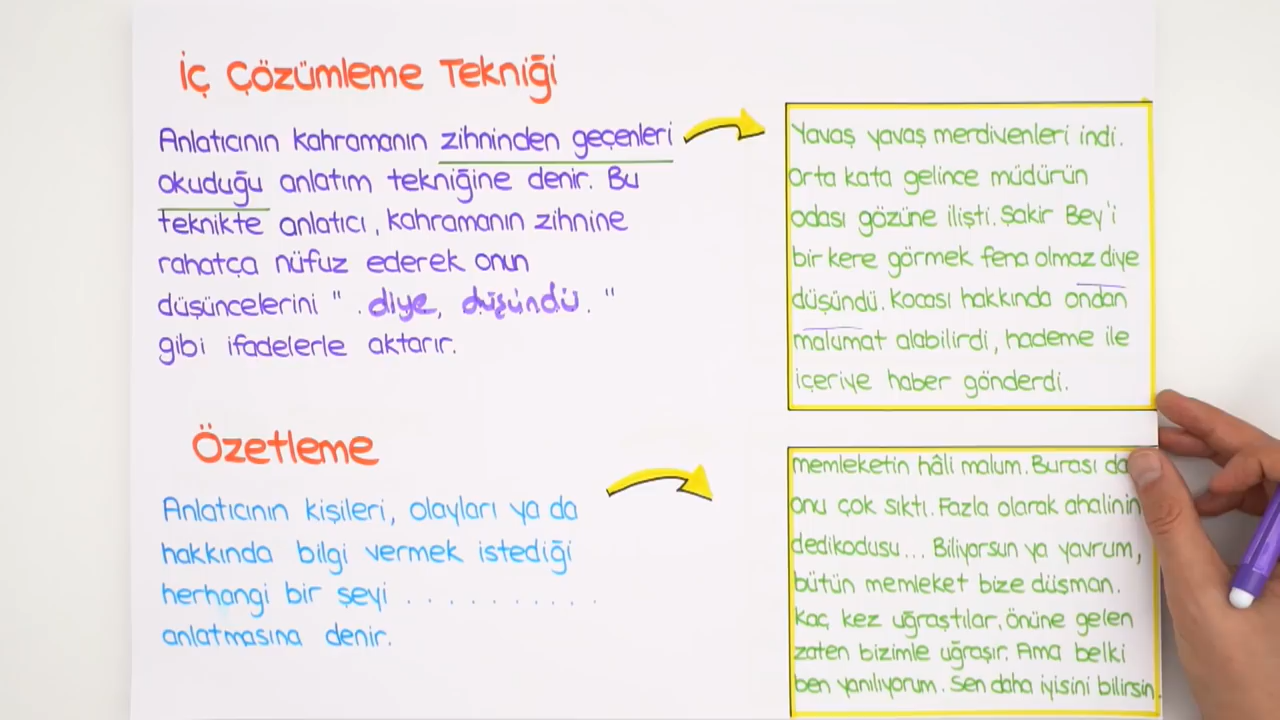 İç Çözümleme Tekniği
Anlatıcının kahramanın zihninden geçenleri
okuduğu anlatım tekniğine denir. Bu
teknikte anlatıcı, kahramanın zihnine
rahatça nüfuz ederek onun
düşüncelerini " . diye, düşündü. "
gibi ifadelerle aktarır.
Yavaş yavaş merdivenleri indi.
Orta kata gelince müdürün
odası gözüne ilişti. Şakir Bey'i
bir kere görmek fena olmaz diye
düşündü. Kocası hakkında ondan
malumat alabilirdi, hademe ile
içeriye haber gönderdi.
Özetleme
Anlatıcının kişileri, olayları ya da
hakkında bilgi vermek istediği
herhangi bir şeyi . . . . . . . . . .
anlatmasına denir.
memleketin hâli malum. Burası da
onu çok sıktı. Fazla olarak ahalinin
dedikodusu... Biliyorsun ya yavrum,
bütün memleket bize düşman.
Kaç kez uğraştılar, önüne gelen
zaten bizimle uğraşır. Ama belki
ben yanılıyorum. Sen daha iyisini bilirsin.